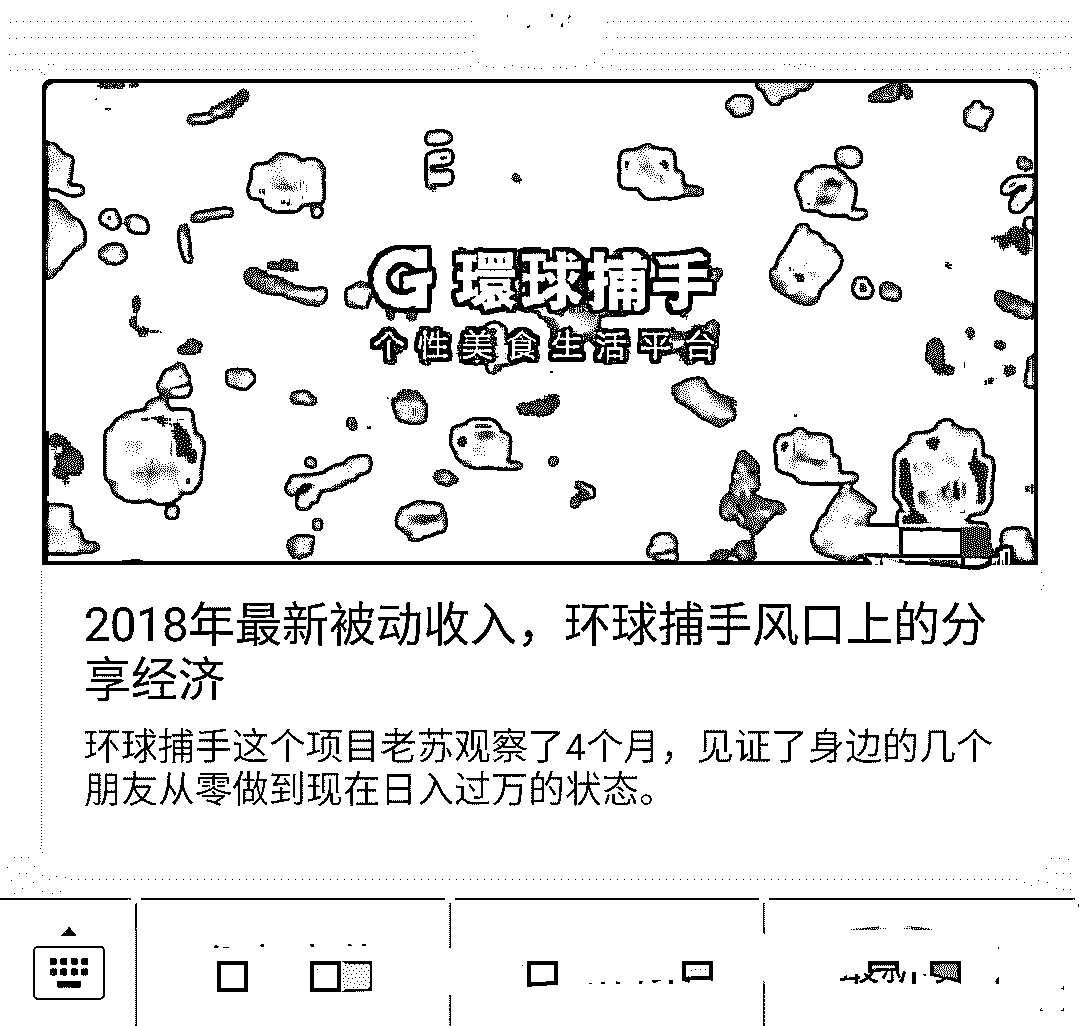 G 環球捕手
个性美食生活平台
2018年最新被动收入，环球捕手风口上的分
享经济
环球捕手这个项目老苏观察了4个月，见证了身边的几个
朋友从零做到现在日入过万的状态。